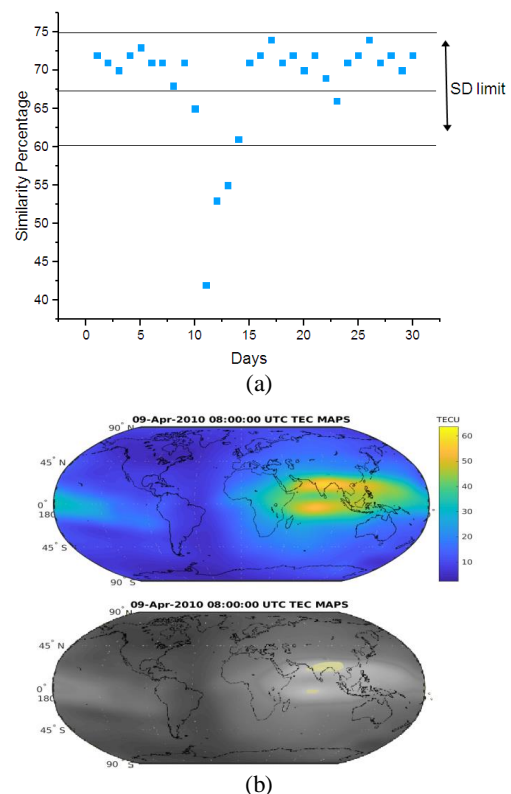 75
70
65
60
55
50
45
40
Similarity Percentage
SD limit
0 5 10 15 20 25 30
Days
(a)
09-Apr-2010 08:00:00 UTC TEC MAPS
TECU
90° N
45° N
0°
180
45° S
90° S
60
50
40
30
20
10
09-Apr-2010 08:00:00 UTC TEC MAPS
90° N
45° N
0°
180
45° S
90° S
(b)